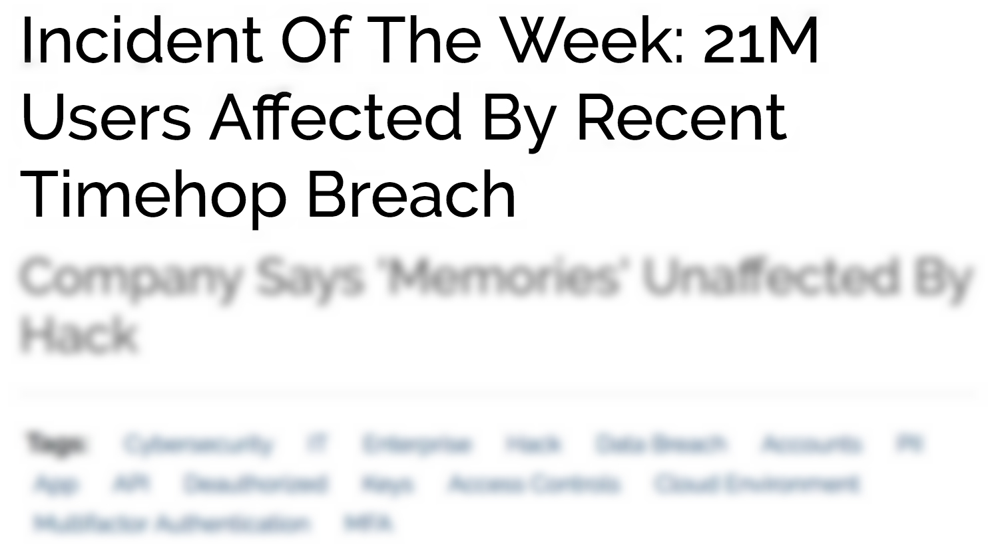 Incident Of The Week: 21M
Users Affected By Recent
Timehop Breach
Company Says 'Memories' Unaffected By
Hack
Tags: Cybersecurity IT Enterprise Hack Data Breach Accounts PII
App API Deauthorized Keys Access Controls Cloud Environment
Multifactor Authentication MFA